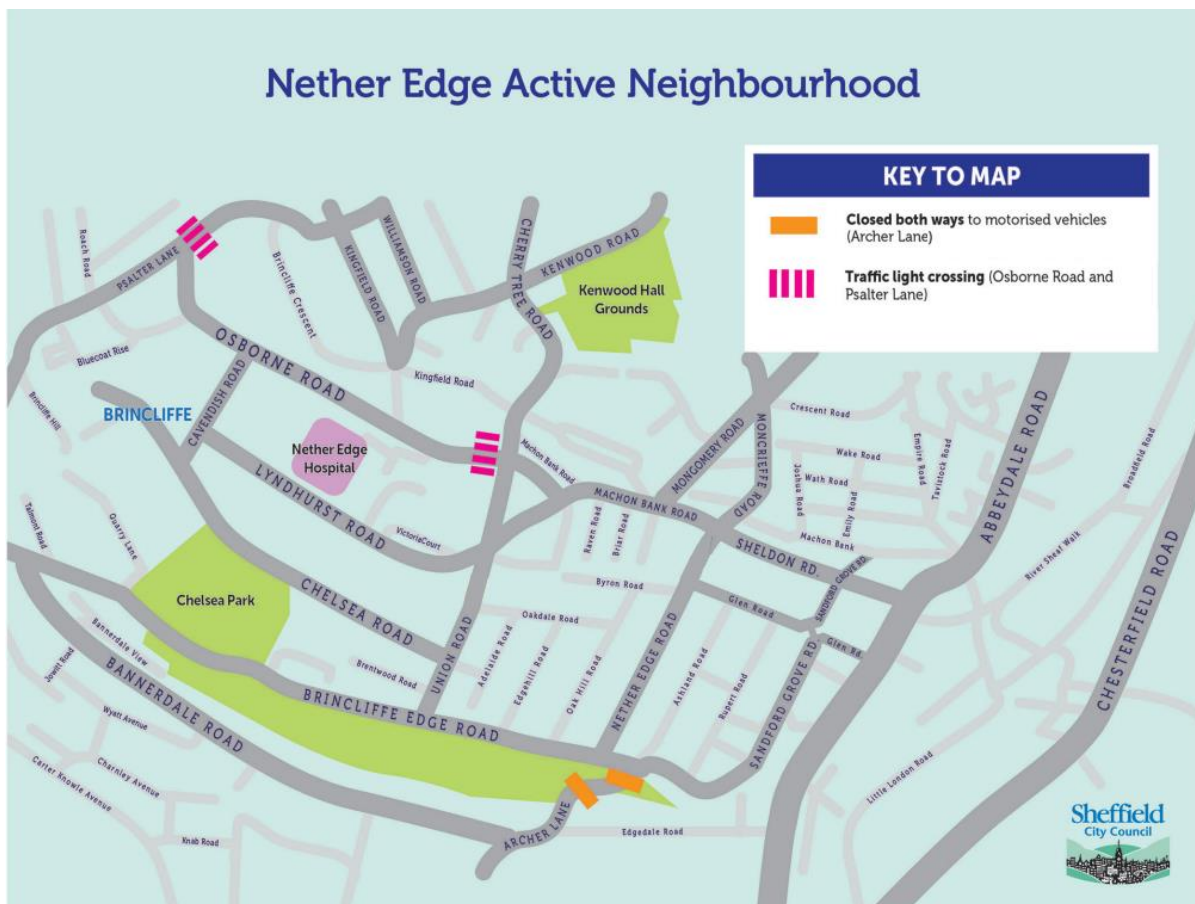 Nether Edge Active Neighbourhood
KEY TO MAP
Closed both ways to motorised vehicles
(Archer Lane)
Traffic light crossing (Osborne Road and
Psalter Lane)
Roach Road
PSALTER LANE
Brincliffe Crescent
KINGFIELD ROAD
WILLIAMSON ROAD
CHERRY TREE ROAD
KENWOOD ROAD
Kenwood Hall
Grounds
Bluecoat Rise
Brincliffe Hill
BRINCLIFFE
CAVENDISH ROAD
OSBORNE ROAD
Kingfield Road
Nether Edge
Hospital
LYNDHURST ROAD
VictoriaCourt
Machon Bank Road
MACHON BANK ROAD
MONTGOMERY ROAD
MONCRIEFFE ROAD
Crescent Road
Wake Road
Wath Road
Joshua Road
Emily Road
Empire Road
Tavistock Road
Machon Bank
SHELDON RD.
ABBEYDALE ROAD
Broadfield Road
River Sheaf Walk
CHESTERFIELD ROAD
Talmont Road
Quarry Lane
Chelsea Park
CHELSEA ROAD
UNION ROAD
Raven Road
Briar Road
Byron Road
Oakdale Road
Adelaide Road
Edgehill Road
Oak Hill Road
NETHER EDGE ROAD
Glen Road
SANDFORD GROVE RD.
Glen Rd.
Ashland Road
Rupert Road
SANDFORD GROVE RD
Bannerdale View
Brentwood Road
BRINCLIFFE EDGE ROAD
Jowitt Road
BANNERDALE ROAD
Wyatt Avenue
Charnley Avenue
Carter Knowle Avenue
Knab Road
ARCHER LANE
Edgedale Road
Little London Road
Sheffield
City Council